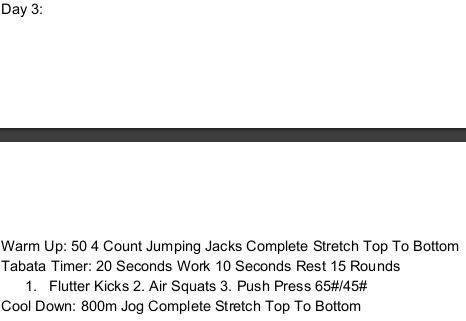 Day 3:
Warm Up: 50 4 Count Jumping Jacks Complete Stretch Top To Bottom
Tabata Timer: 20 Seconds Work 10 Seconds Rest 15 Rounds
1. Flutter Kicks 2. Air Squats 3. Push Press 65#/45#
Cool Down: 800m Jog Complete Stretch Top To Bottom